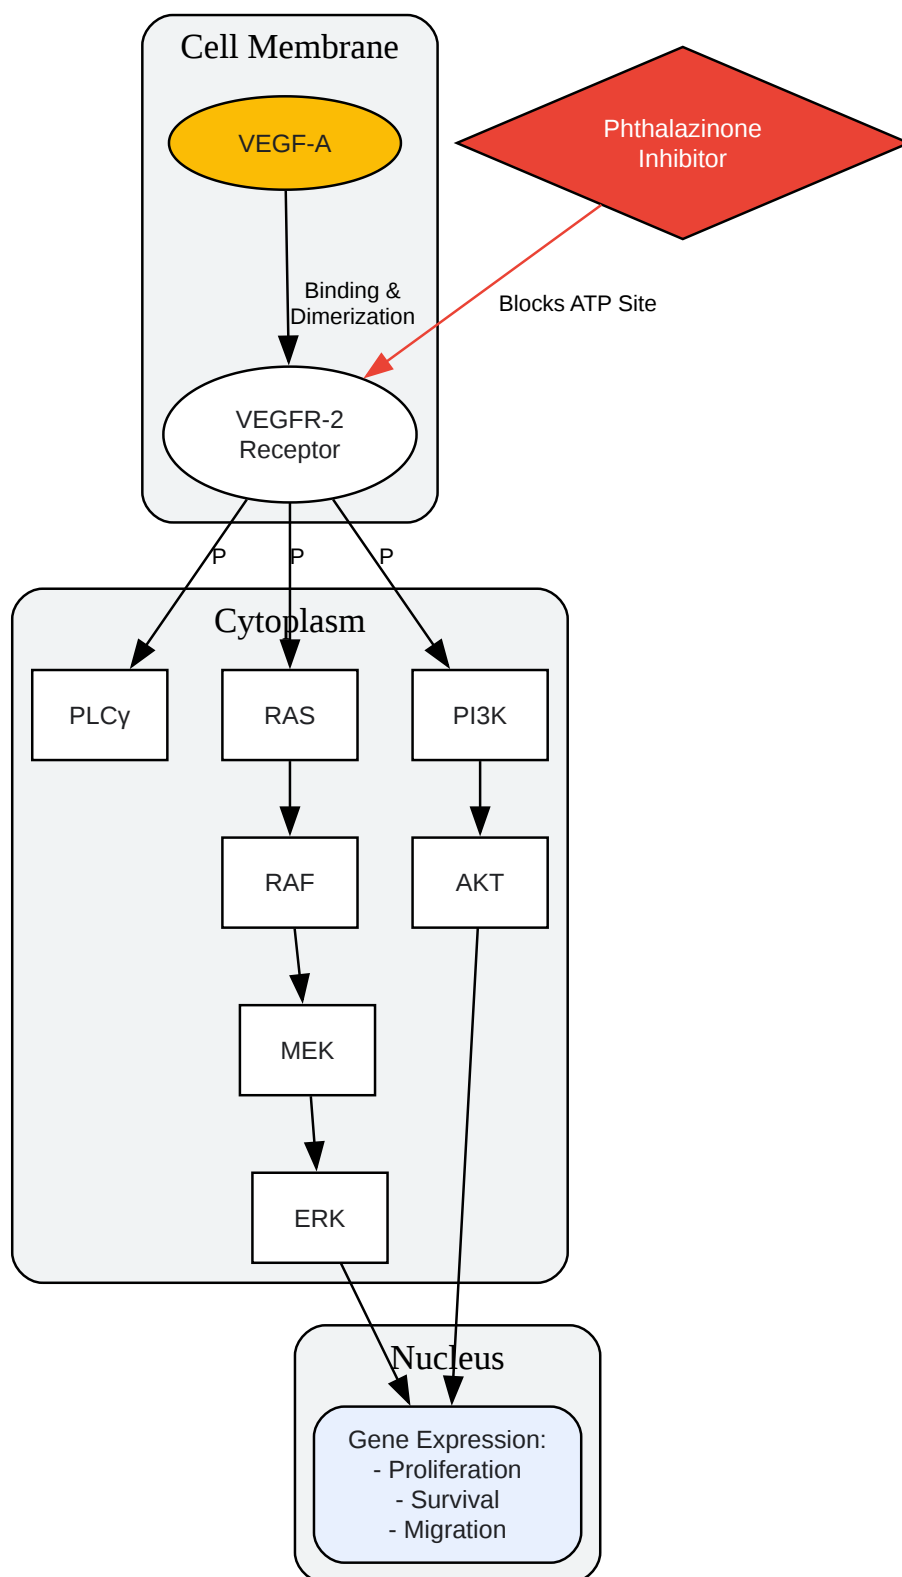 Cell Membrane
VEGF-A
Phthalazinone
Inhibitor
Binding &
Dimerization
Blocks ATP Site
VEGFR-2
Receptor
P
P
P
Cytoplasm
PLCγ
RAS
PI3K
RAF
AKT
MEK
ERK
Nucleus
Gene Expression:
- Proliferation
- Survival
- Migration